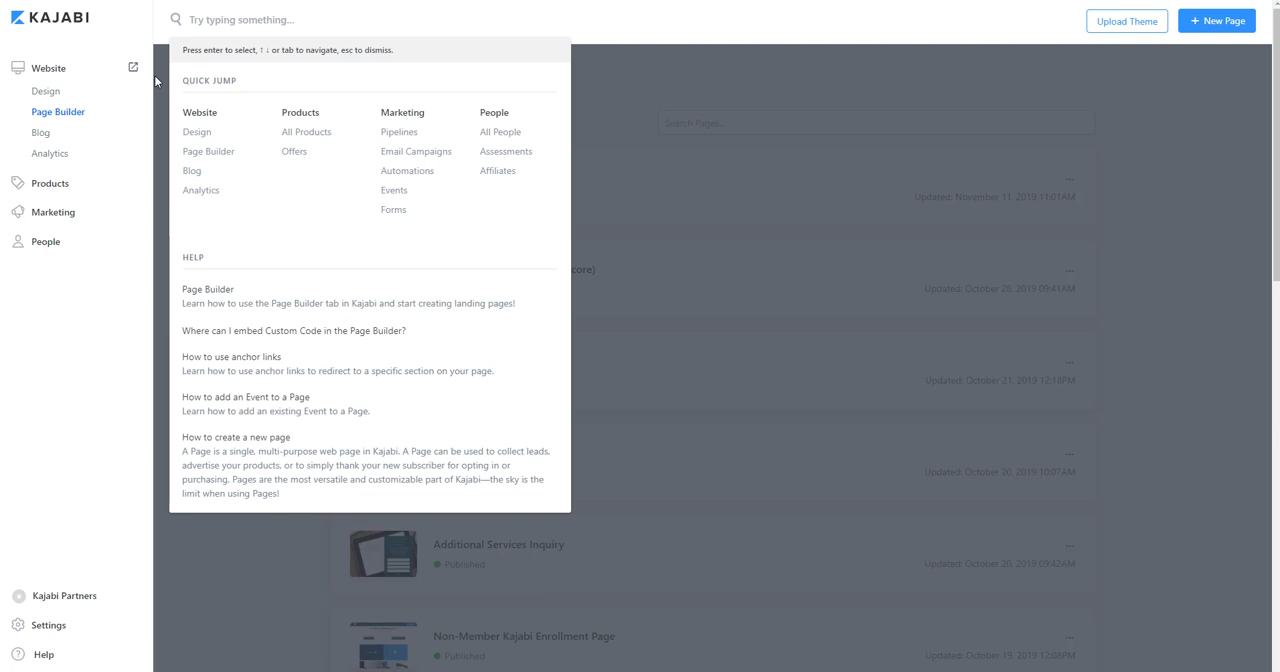 KAJABI
Try typing something...
Upload Theme
+ New Page
Press enter to select, ↑ ↓ or tab to navigate, esc to dismiss.
Website
Design
Page Builder
Blog
Analytics
Products
Marketing
People
QUICK JUMP
Website
Design
Page Builder
Blog
Analytics
Products
All Products
Offers
Marketing
Pipelines
Email Campaigns
Automations
Events
Forms
People
All People
Assessments
Affiliates
HELP
Page Builder
Learn how to use the Page Builder tab in Kajabi and start creating landing pages!
Where can I embed Custom Code in the Page Builder?
How to use anchor links
Learn how to use anchor links to redirect to a specific section on your page.
How to add an Event to a Page
Learn how to add an existing Event to a Page.
How to create a new page
A Page is a single, multi-purpose web page in Kajabi. A Page can be used to collect leads,
advertise your products, or to simply thank your new subscriber for opting in or
purchasing. Pages are the most versatile and customizable part of Kajabi—the sky is the
limit when using Pages!
Search Pages...
Updated: November 11, 2019 11:01AM
core)
Updated: October 26, 2019 09:41AM
Updated: October 21, 2019 12:18PM
Updated: October 20, 2019 10:07AM
Additional Services Inquiry
Published
Updated: October 20, 2019 09:42AM
Non-Member Kajabi Enrollment Page
Published
Updated: October 19, 2019 12:08PM
Kajabi Partners
Settings
Help